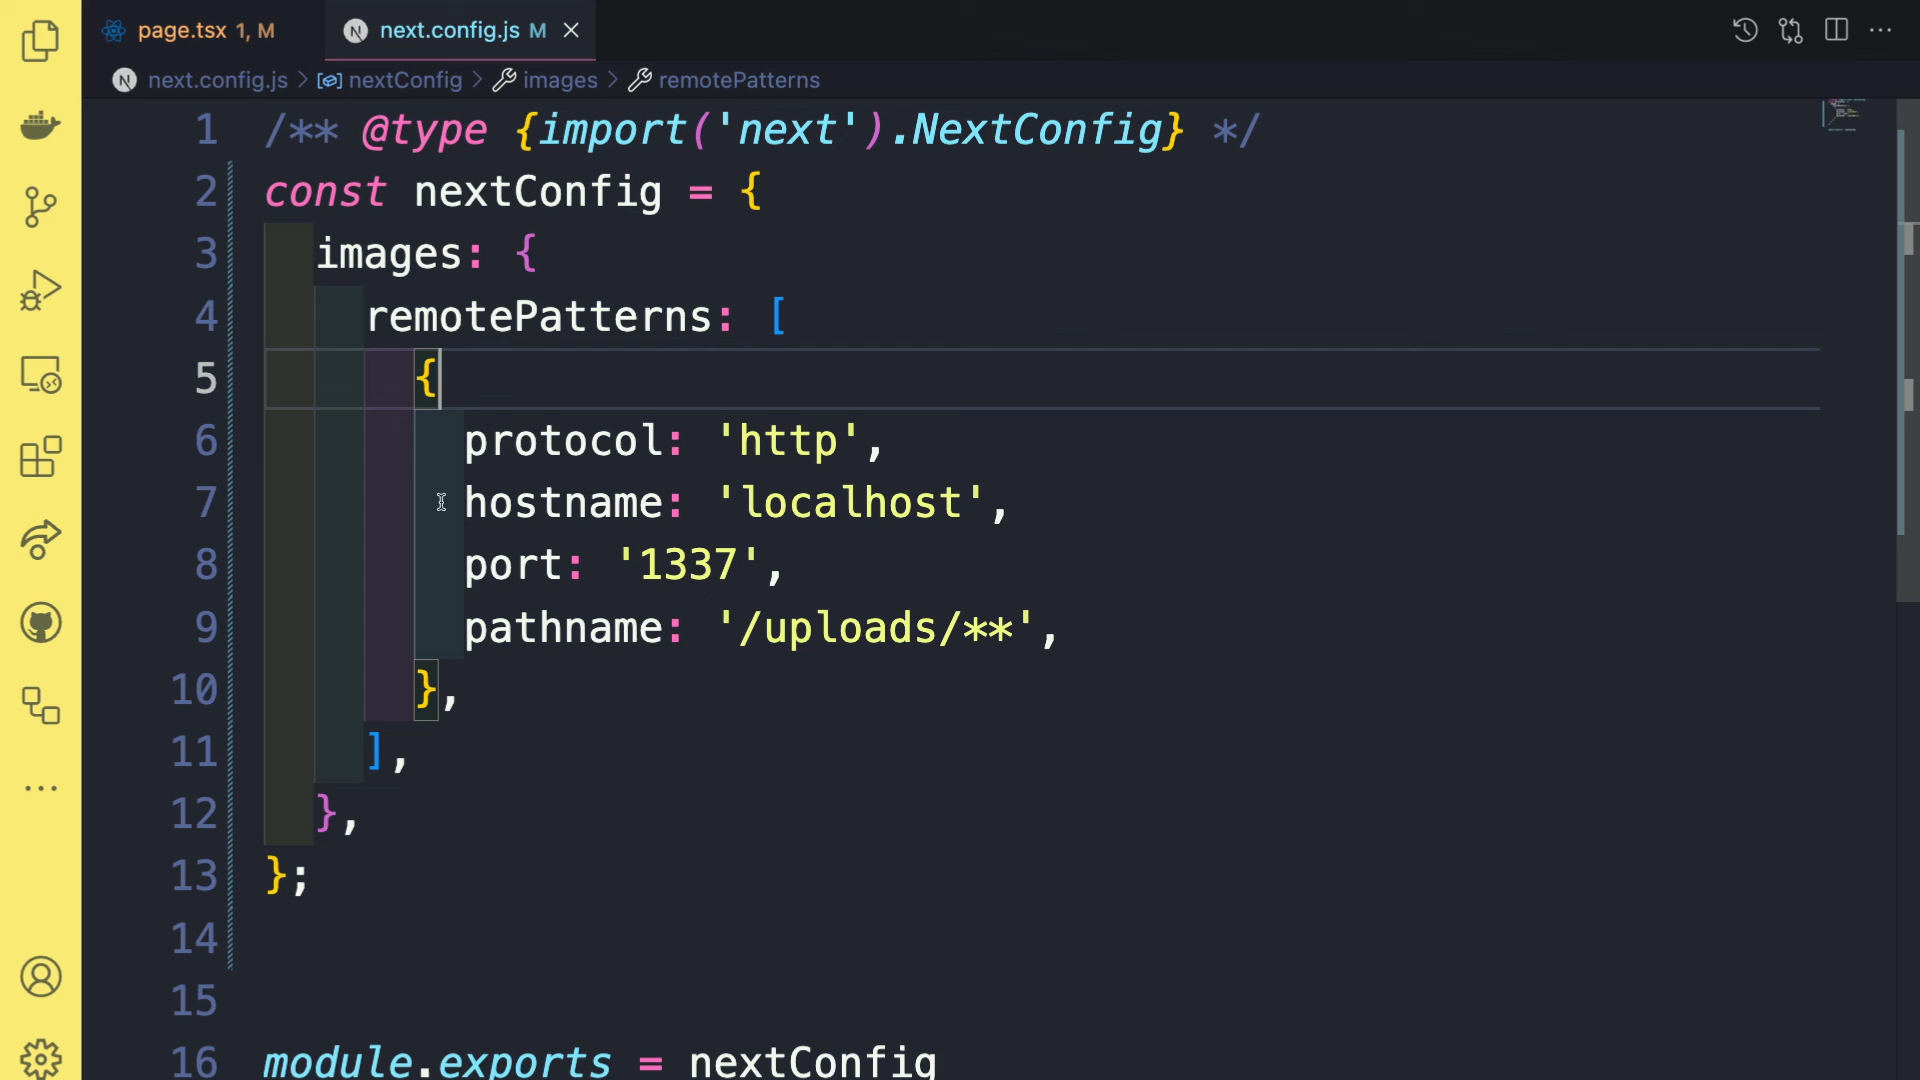 page.tsx 1, M
next.config.js M
next.config.js > nextConfig > images > remotePatterns
1 /** @type {import('next').NextConfig} */
2 const nextConfig = {
3 images: {
4 remotePatterns: [
5 {
6 protocol: 'http',
7 hostname: 'localhost',
8 port: '1337',
9 pathname: '/uploads/**',
10 },
11 ],
12 },
13 };
14
15
16 module.exports = nextConfig